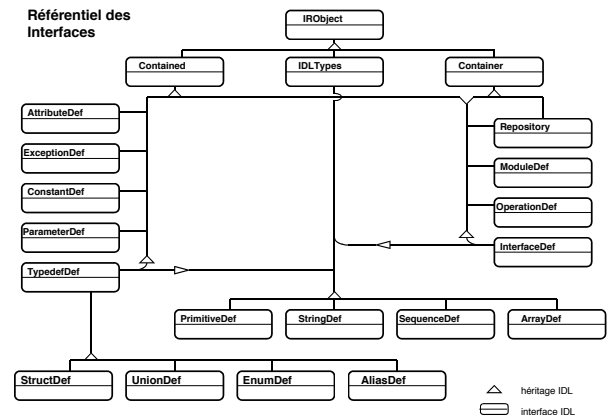 Référentiel des
Interfaces
IRObject
Contained
IDLTypes
Container
AttributeDef
Repository
ExceptionDef
ModuleDef
ConstantDef
OperationDef
ParameterDef
InterfaceDef
TypedefDef
PrimitiveDef
StringDef
SequenceDef
ArrayDef
StructDef
UnionDef
EnumDef
AliasDef
héritage IDL
interface IDL